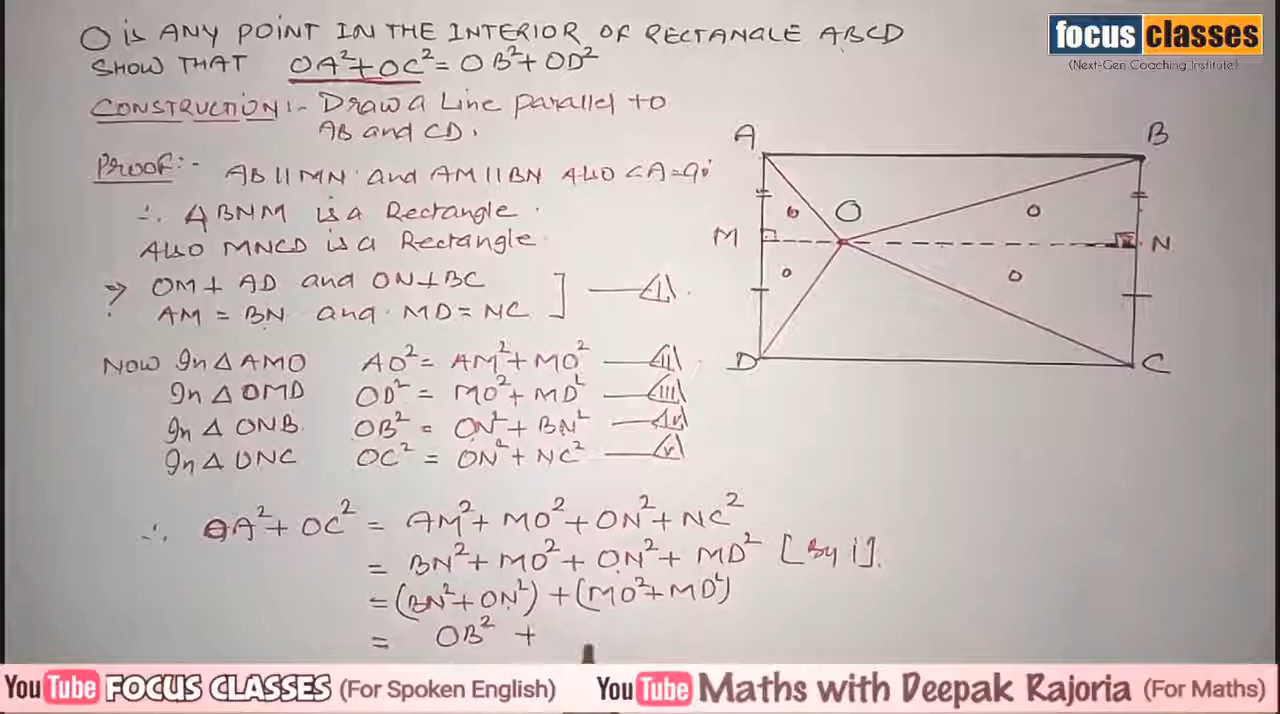 O is ANY POINT IN THE INTERIOR OF RECTANGLE ABCD
SHOW THAT OA²+OC²=OB²+OD²
CONSTRUCTION:- Draw a Line parallel to
AB and CD.
Proof:- AB||MN and AM||BN ALSO <A=90°
∴ ABNM is a Rectangle.
Also MNCD is a Rectangle.
⇒ OM⊥AD and ON⊥BC
AM = BN and MD=NC ] —(i)
NOW In △AMO AO²= AM²+MO² —(ii)
In △OMD OD²= MO²+MD² —(iii)
In △ONB. OB²= ON²+BN² —(iv)
In △ONC OC²= ON²+NC² —(v)
∴ OA²+OC² = AM²+MO²+ON²+NC²
= BN²+MO²+ON²+MD² [By i].
=(BN²+ON²)+(MO²+MD²)
= OB² +
focus classes
(Next-Gen Coaching Institute)
A
B
O
M
N
D
C
YouTube FOCUS CLASSES (For Spoken English) YouTube Maths with Deepak Rajoria (For Maths)